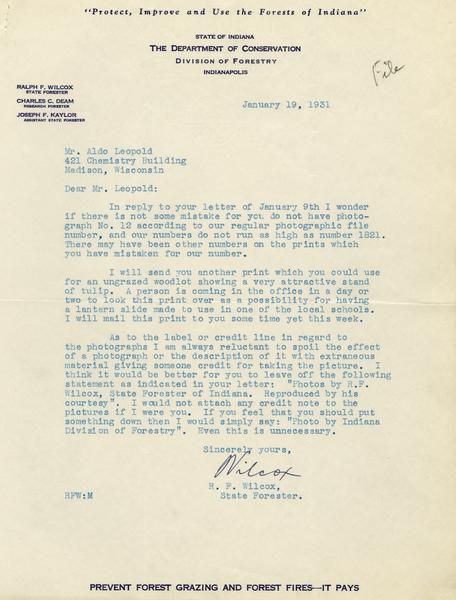 "Protect, Improve and Use the Forests of Indiana"
STATE OF INDIANA
THE DEPARTMENT OF CONSERVATION
DIVISION OF FORESTRY
INDIANAPOLIS
File
RALPH F. WILCOX
STATE FORESTER
CHARLES C. DEAM
RESEARCH FORESTER
JOSEPH F. KAYLOR
ASSISTANT STATE FORESTER
January 19, 1931
Mr. Aldo Leopold
421 Chemistry Building
Madison, Wisconsin
Dear Mr. Leopold:
In reply to your letter of January 9th I wonder
if there is not some mistake for you do not have photo-
graph No. 12 according to our regular photographic file
number, and our numbers do not run as high as number 1821.
There may have been other numbers on the prints which
you have mistaken for our number.
I will send you another print which you could use
for an ungrazed woodlot showing a very attractive stand
of tulip. A person is coming in the office in a day or
two to look this print over as a possibility for having
a lantern slide made to use in one of the local schools.
I will mail this print to you some time yet this week.
As to the label or credit line in regard to
the photographs I am always reluctant to spoil the effect
of a photograph or the description of it with extraneous
material giving someone credit for taking the picture. I
think it would be better for you to leave off the following
statement as indicated in your letter: "Photos by R.F.
Wilcox, State Forester of Indiana. Reproduced by his
courtesy". I would not attach any credit note to the
pictures if I were you. If you feel that you should put
something down then I would simply say: "Photo by Indiana
Division of Forestry". Even this is unnecessary.
Sincerely yours,
Wilcox
R. F. Wilcox,
RFW:M State Forester.
PREVENT FOREST GRAZING AND FOREST FIRES—IT PAYS